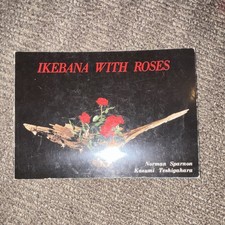 IKEBANA WITH ROSES
Norman Sparnon
Kasumi Teshigahara